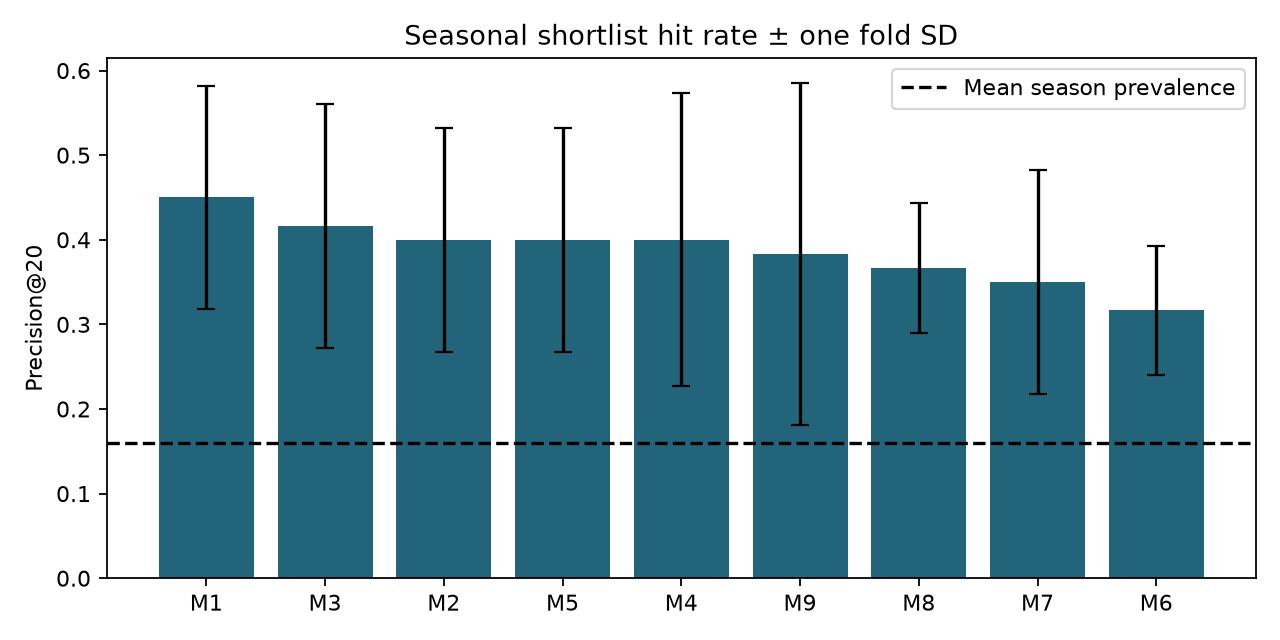 Seasonal shortlist hit rate ± one fold SD
Mean season prevalence
Precision@20
0.6
0.5
0.4
0.3
0.2
0.1
0.0
M1 M3 M2 M5 M4 M9 M8 M7 M6